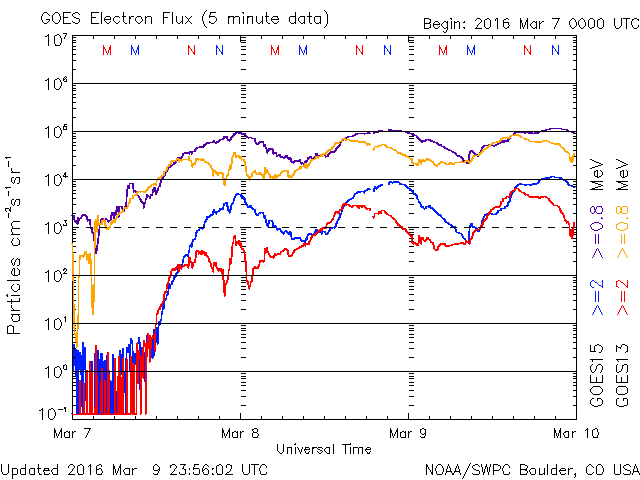 GOES Electron Flux (5 minute data)
Begin: 2016 Mar 7 0000 UTC
M M N N M M N N M M N N
10⁷
10⁶
10⁵
10⁴
10³
10²
10¹
10⁰
10⁻¹
Particles cm⁻²s⁻¹sr⁻¹
Mar 7 Mar 8 Mar 9 Mar 10
Universal Time
GOES15 >=2 >=0.8 MeV
GOES13 >=2 >=0.8 MeV
Updated 2016 Mar 9 23:56:02 UTC
NOAA/SWPC Boulder, CO USA